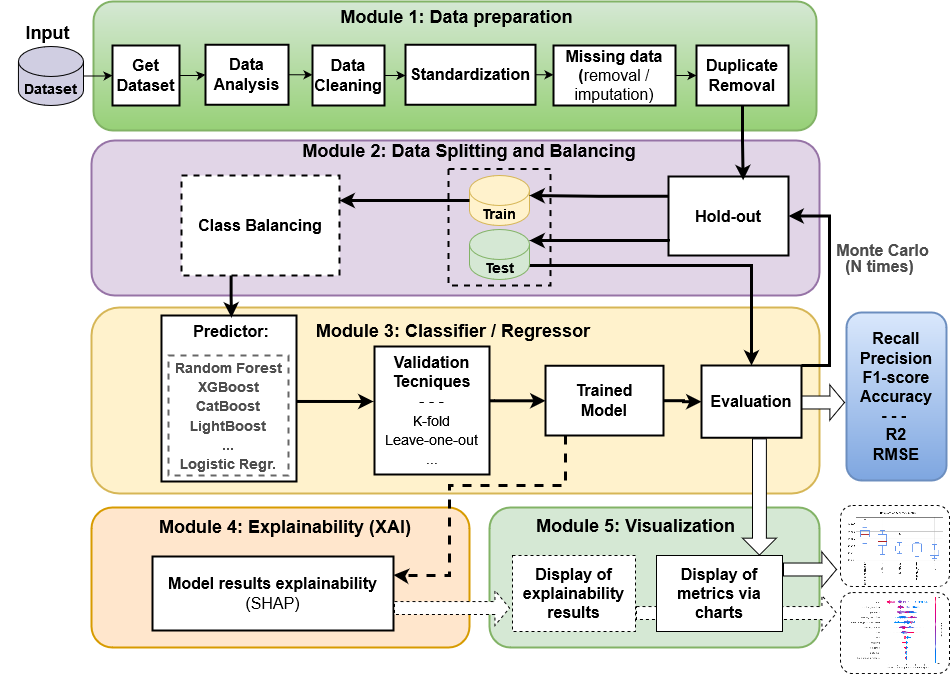 Module 1: Data preparation
Input
Dataset
Get
Dataset
Data
Analysis
Data
Cleaning
Standardization
Missing data
(removal /
imputation)
Duplicate
Removal
Module 2: Data Splitting and Balancing
Class Balancing
Train
Test
Hold-out
Monte Carlo
(N times)
Module 3: Classifier / Regressor
Predictor:
Random Forest
XGBoost
CatBoost
LightBoost
...
Logistic Regr.
Validation
Tecniques
- - -
K-fold
Leave-one-out
...
Trained
Model
Evaluation
Recall
Precision
F1-score
Accuracy
- - -
R2
RMSE
Module 4: Explainability (XAI)
Model results explainability
(SHAP)
Module 5: Visualization
Display of
explainability
results
Display of
metrics via
charts